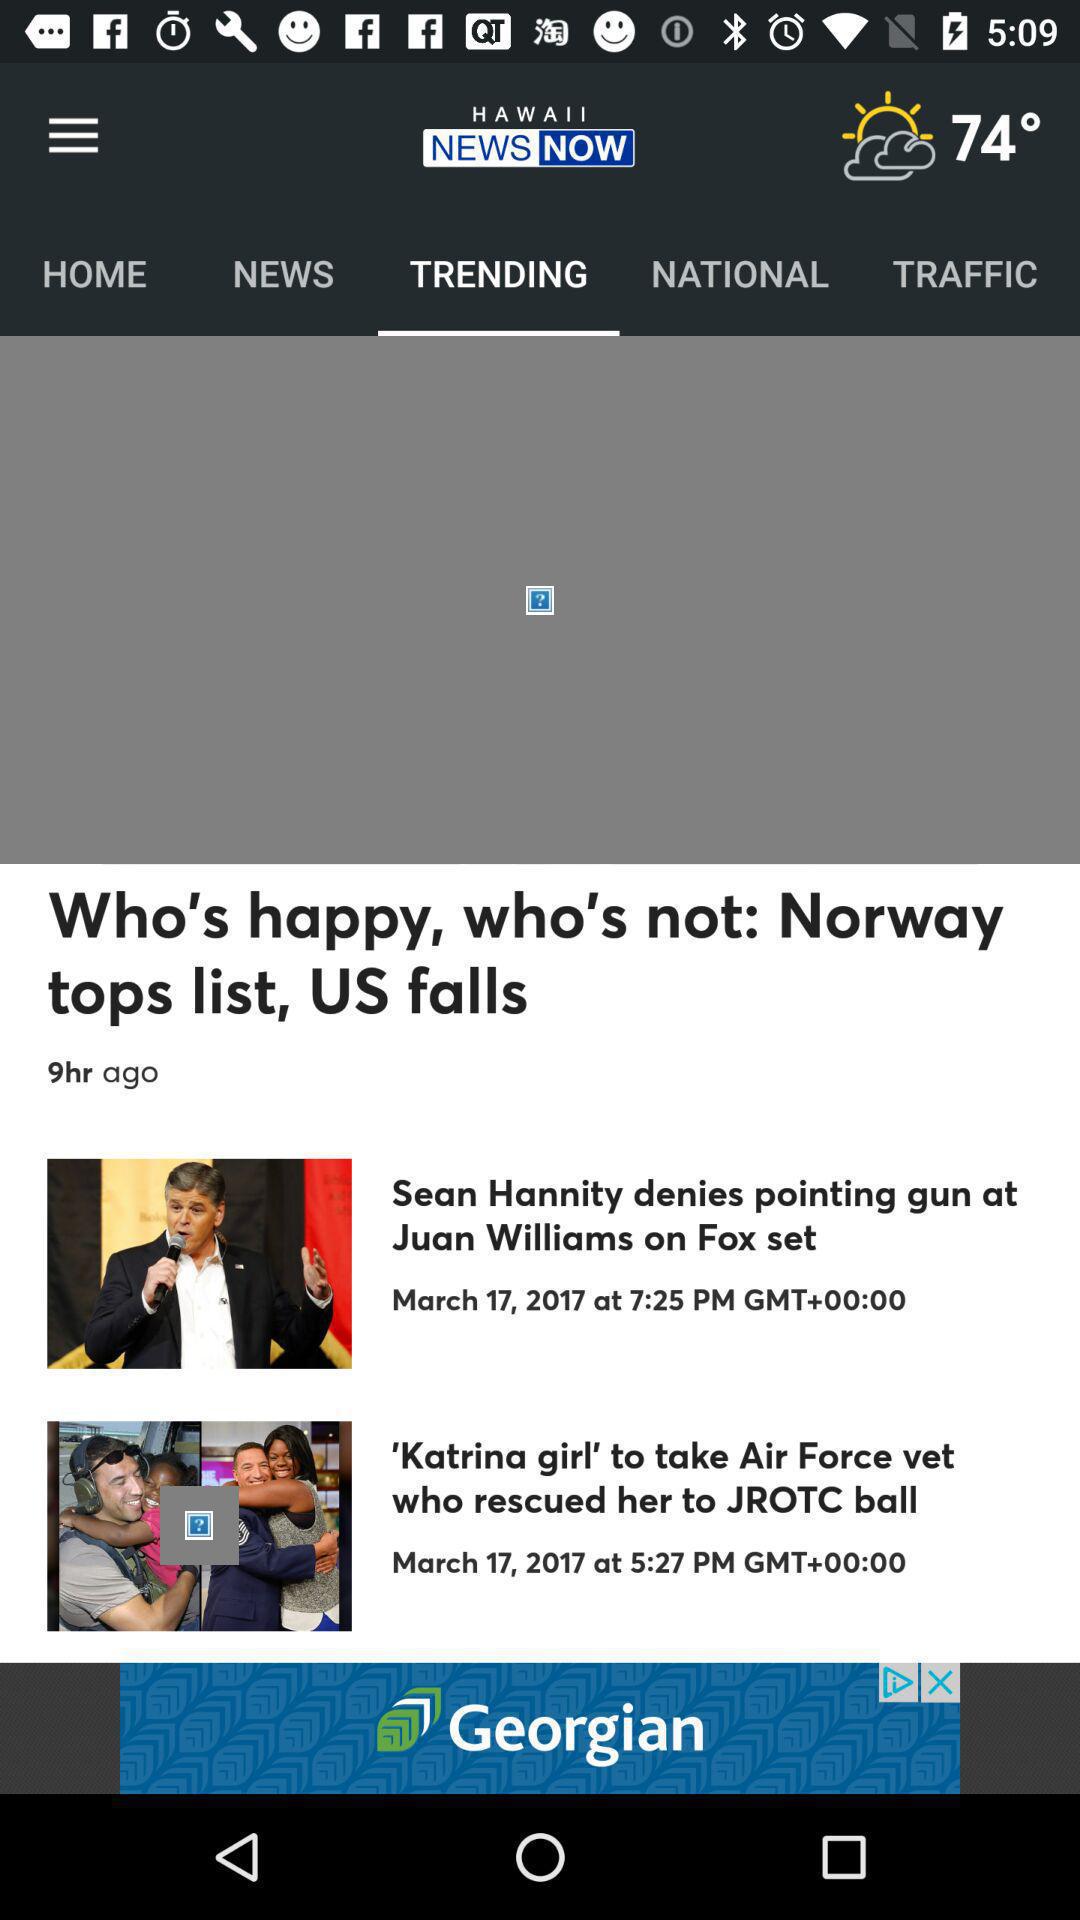 QT 淘 5:09
HAWAII
NEWS NOW
74°
HOME NEWS TRENDING NATIONAL TRAFFIC
Who's happy, who's not: Norway
tops list, US falls
9hr ago
Sean Hannity denies pointing gun at
Juan Williams on Fox set
March 17, 2017 at 7:25 PM GMT+00:00
'Katrina girl' to take Air Force vet
who rescued her to JROTC ball
March 17, 2017 at 5:27 PM GMT+00:00
Georgian